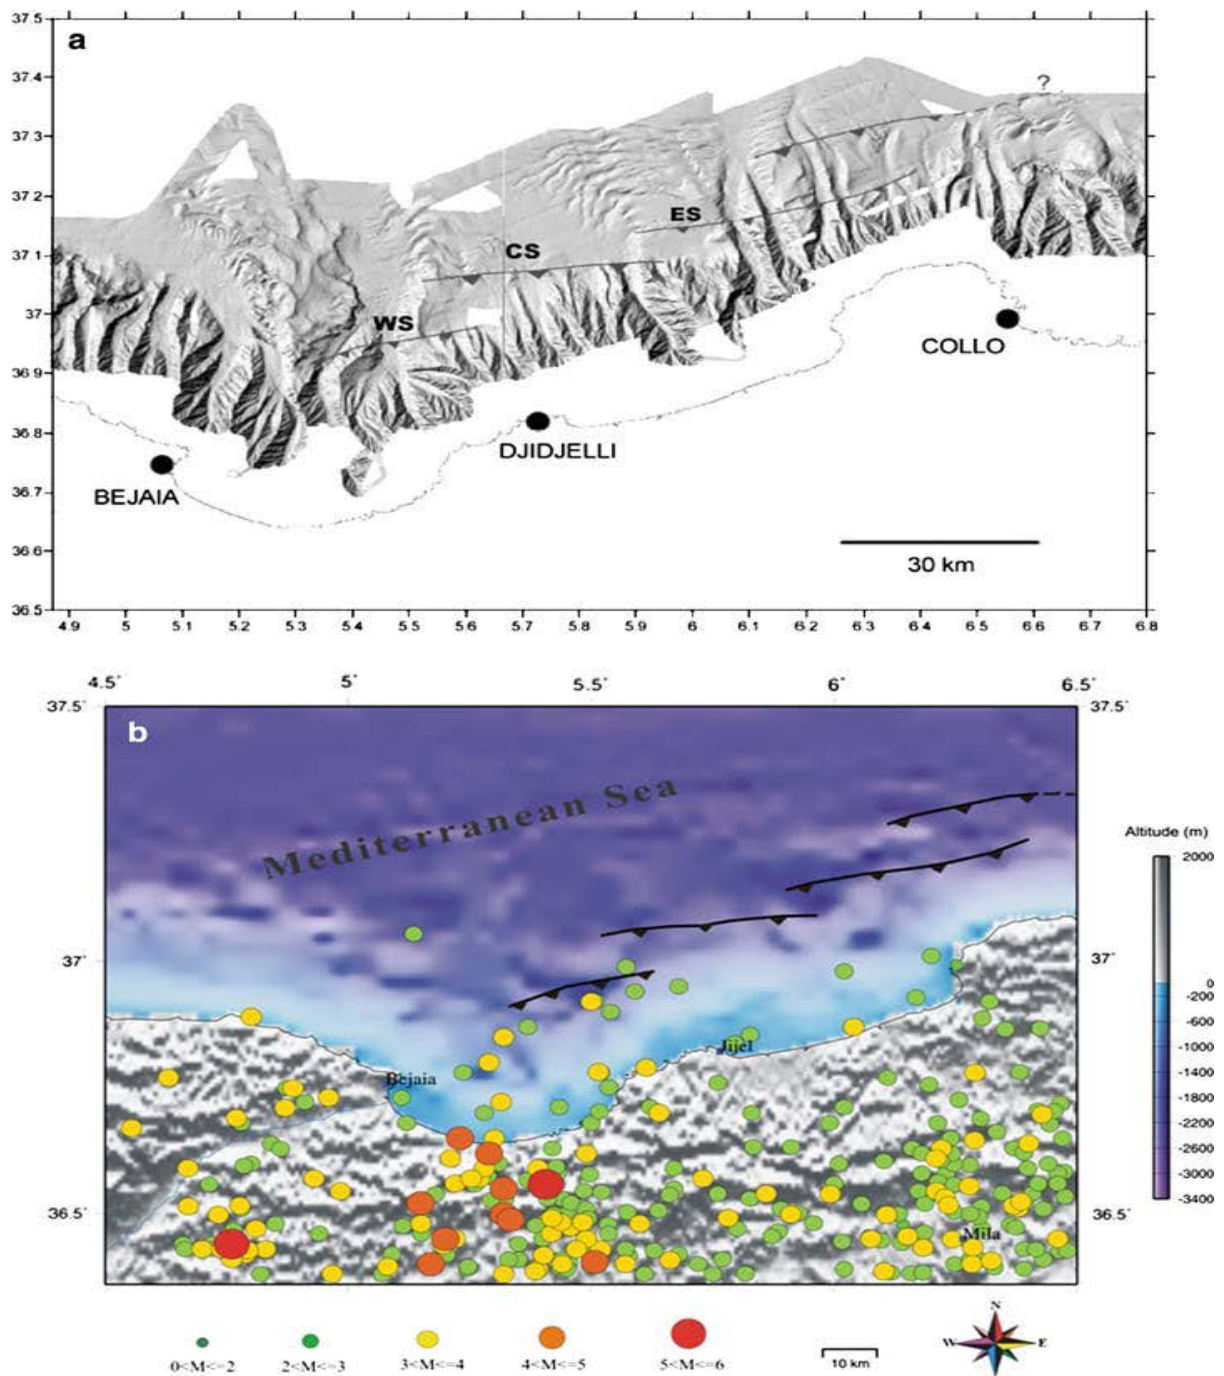 a
37.5
37.4
37.3
37.2
37.1
37
36.9
36.8
36.7
36.6
36.5
?
ES
CS
WS
COLLO
DJIDJELLI
BEJAIA
30 km
4.9 5 5.1 5.2 5.3 5.4 5.5 5.6 5.7 5.8 5.9 6 6.1 6.2 6.3 6.4 6.5 6.6 6.7 6.8
4.5° 5° 5.5° 6° 6.5°
37.5° 37.5°
b
Mediterranean Sea
37° 37°
Jijel
Bejaia
36.5° 36.5°
Mila
Altitude (m)
2000
0
-200
-600
-1000
-1400
-1800
-2200
-2600
-3000
-3400
0<M<=2 2<M<=3 3<M<=4 4<M<=5 5<M<=6
10 km
N
W E
S